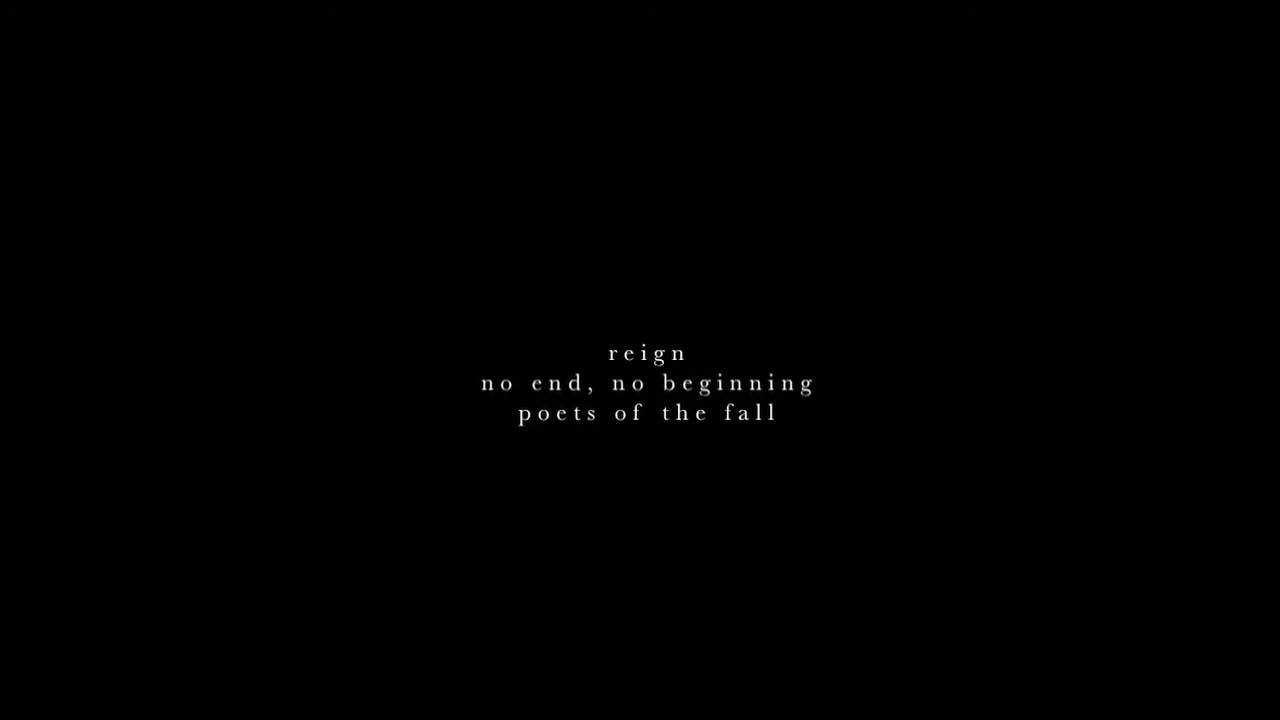 reign
no end, no beginning
poets of the fall